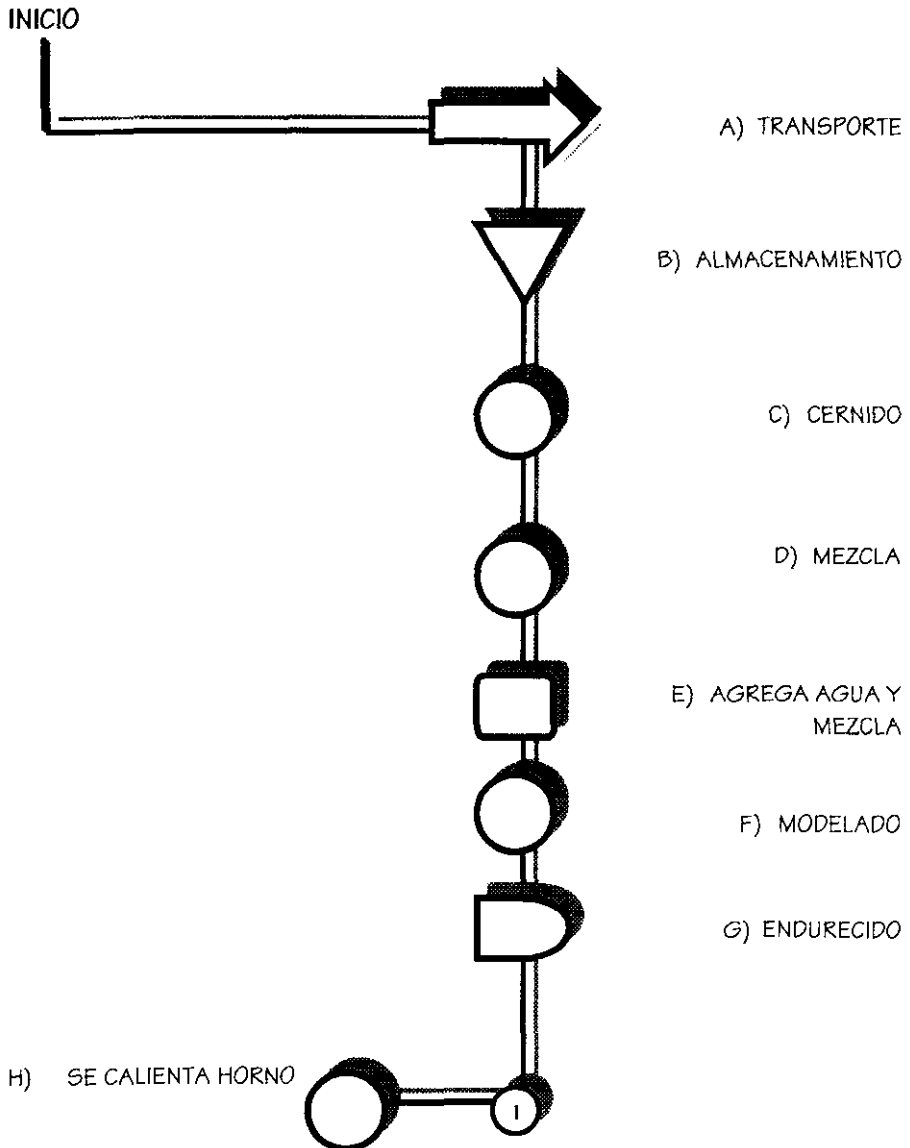 INICIO
A) TRANSPORTE
B) ALMACENAMIENTO
C) CERNIDO
D) MEZCLA
E) AGREGA AGUA Y
MEZCLA
F) MODELADO
G) ENDURECIDO
H) SE CALIENTA HORNO
1